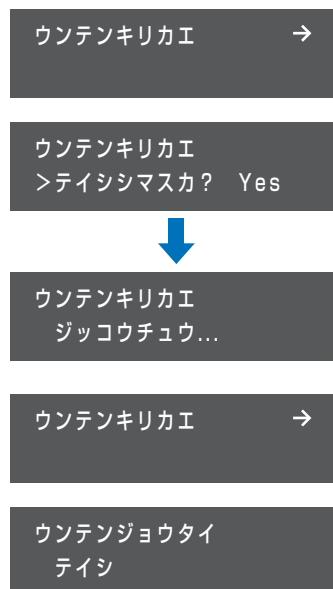 ウンテンキリカエ →
ウンテンキリカエ
>テイシシマスカ? Yes
ウンテンキリカエ
ジッコウチュウ...
ウンテンキリカエ →
ウンテンジョウタイ
テイシ